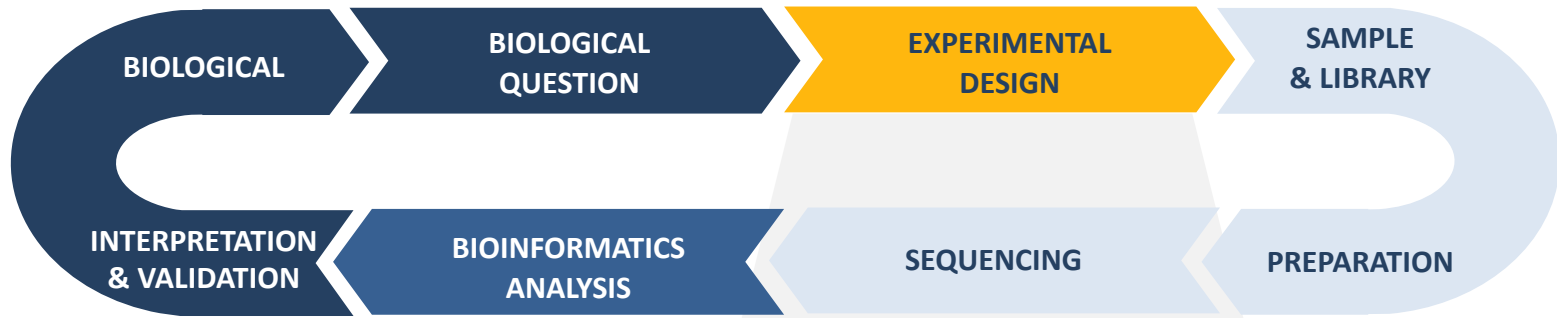 BIOLOGICAL
BIOLOGICAL
QUESTION
EXPERIMENTAL
DESIGN
SAMPLE
& LIBRARY
PREPARATION
SEQUENCING
BIOINFORMATICS
ANALYSIS
INTERPRETATION
& VALIDATION